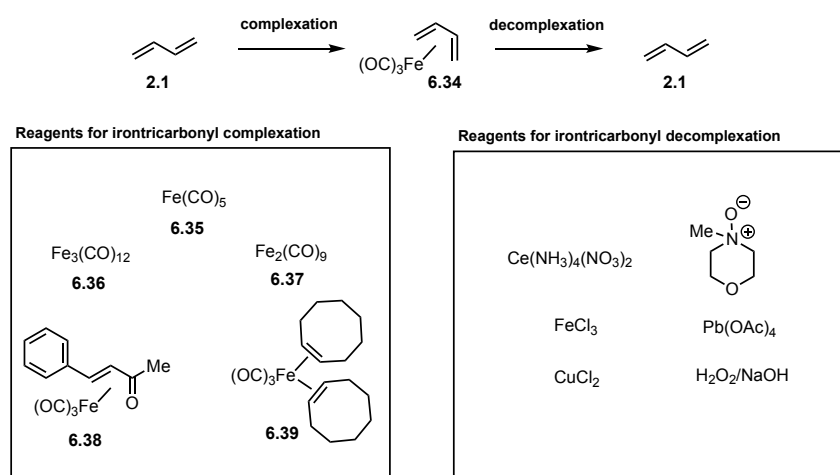 complexation
decomplexation
(OC)3Fe
2.1
6.34
2.1
Reagents for irontricarbonyl complexation
Reagents for irontricarbonyl decomplexation
Fe(CO)5
6.35
Fe3(CO)12
6.36
Fe2(CO)9
6.37
Me
O
(OC)3Fe
6.38
(OC)3Fe
6.39
Ce(NH3)4(NO3)2
O ⊖
Me N ⊕
O
FeCl3
Pb(OAc)4
CuCl2
H2O2/NaOH